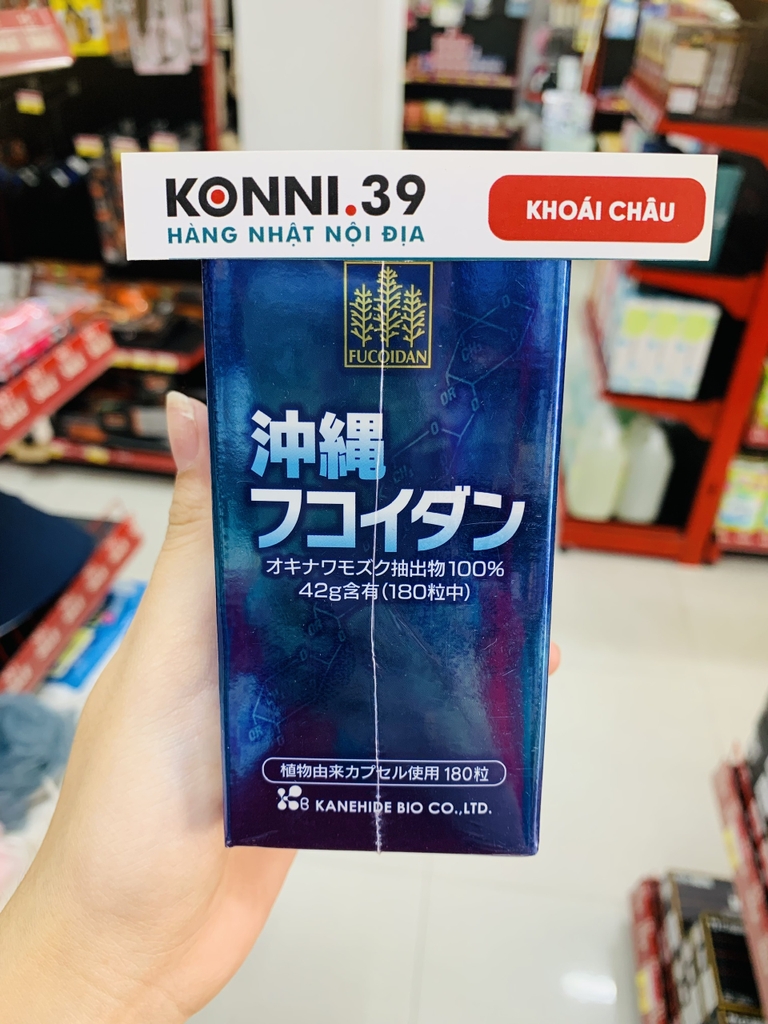 KONNI.39
HÀNG NHẬT NỘI ĐỊA
KHOÁI CHÂU
FUCOIDAN
沖縄
フコイダン
オキナワモズク抽出物100%
42g含有(180粒中)
植物由来カプセル使用 180粒
KANEHIDE BIO CO.,LTD.